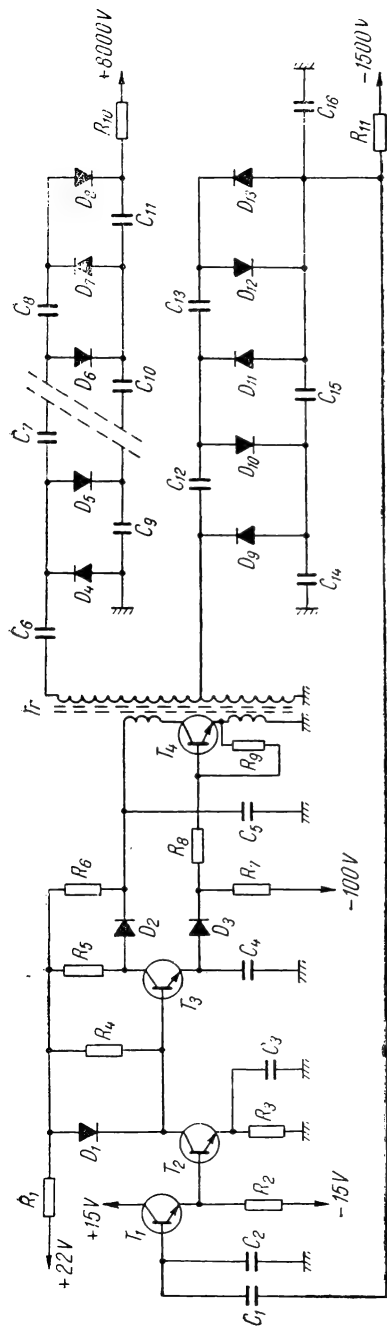 +8000V
R10
D8
C11
C8
D7
D6
C10
C7
D5
C9
D4
C6
Tr
C16
-1500V
R11
D13
C13
D12
D11
C15
C12
D10
D9
C14
T4
R9
R6
R5
D2
R8
C5
D3
R7
-100V
T3
C4
R4
D1
C3
T2
R3
R1
+22V
+15V
T1
R2
-15V
C2
C1